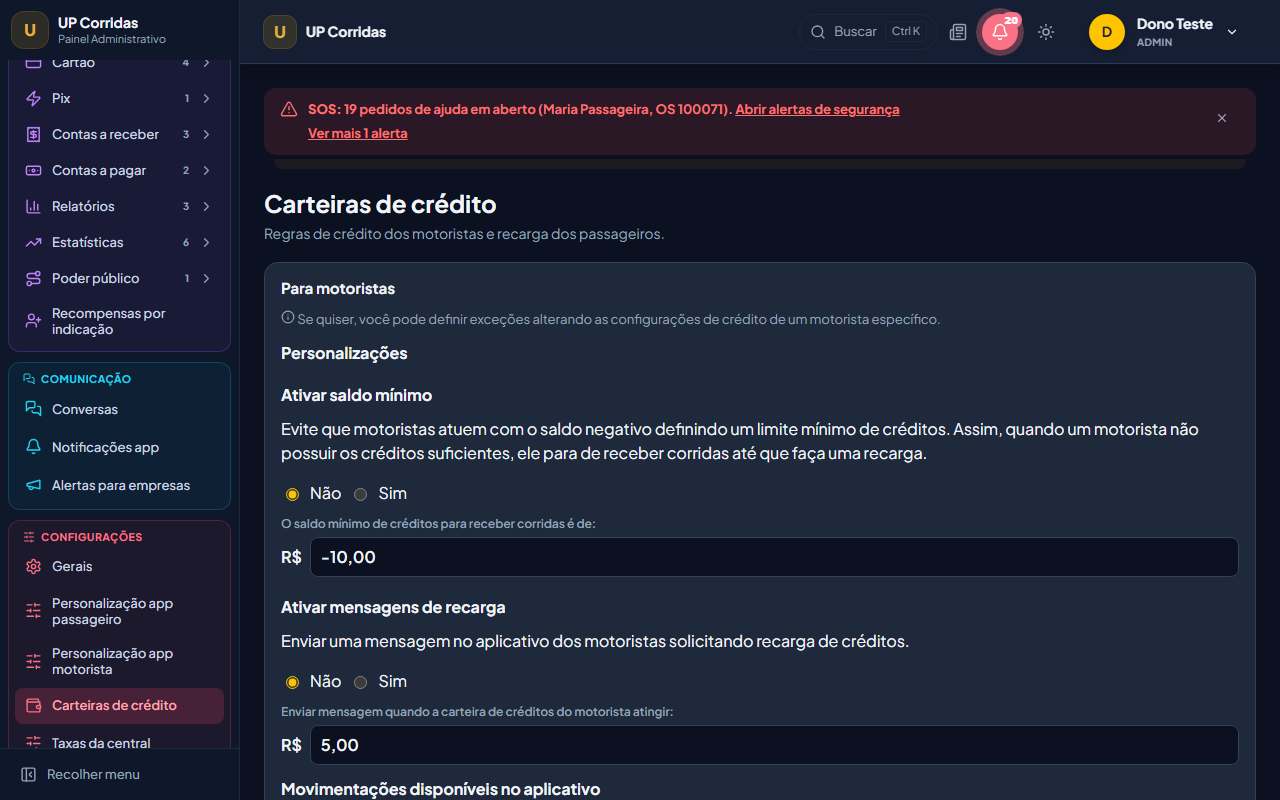 U
UP Corridas
Painel Administrativo
Cartão 4
Pix 1
Contas a receber 3
Contas a pagar 2
Relatórios 3
Estatísticas 6
Poder público 1
Recompensas por
indicação
COMUNICAÇÃO
Conversas
Notificações app
Alertas para empresas
CONFIGURAÇÕES
Gerais
Personalização app
passageiro
Personalização app
motorista
Carteiras de crédito
Taxas da central
Recolher menu
U UP Corridas
Buscar Ctrl K
20
D
Dono Teste
ADMIN
SOS: 19 pedidos de ajuda em aberto (Maria Passageira, OS 100071). Abrir alertas de segurança
Ver mais 1 alerta
Carteiras de crédito
Regras de crédito dos motoristas e recarga dos passageiros.
Para motoristas
Se quiser, você pode definir exceções alterando as configurações de crédito de um motorista específico.
Personalizações
Ativar saldo mínimo
Evite que motoristas atuem com o saldo negativo definindo um limite mínimo de créditos. Assim, quando um motorista não
possuir os créditos suficientes, ele para de receber corridas até que faça uma recarga.
Não Sim
O saldo mínimo de créditos para receber corridas é de:
R$ -10,00
Ativar mensagens de recarga
Enviar uma mensagem no aplicativo dos motoristas solicitando recarga de créditos.
Não Sim
Enviar mensagem quando a carteira de créditos do motorista atingir:
R$ 5,00
Movimentações disponíveis no aplicativo